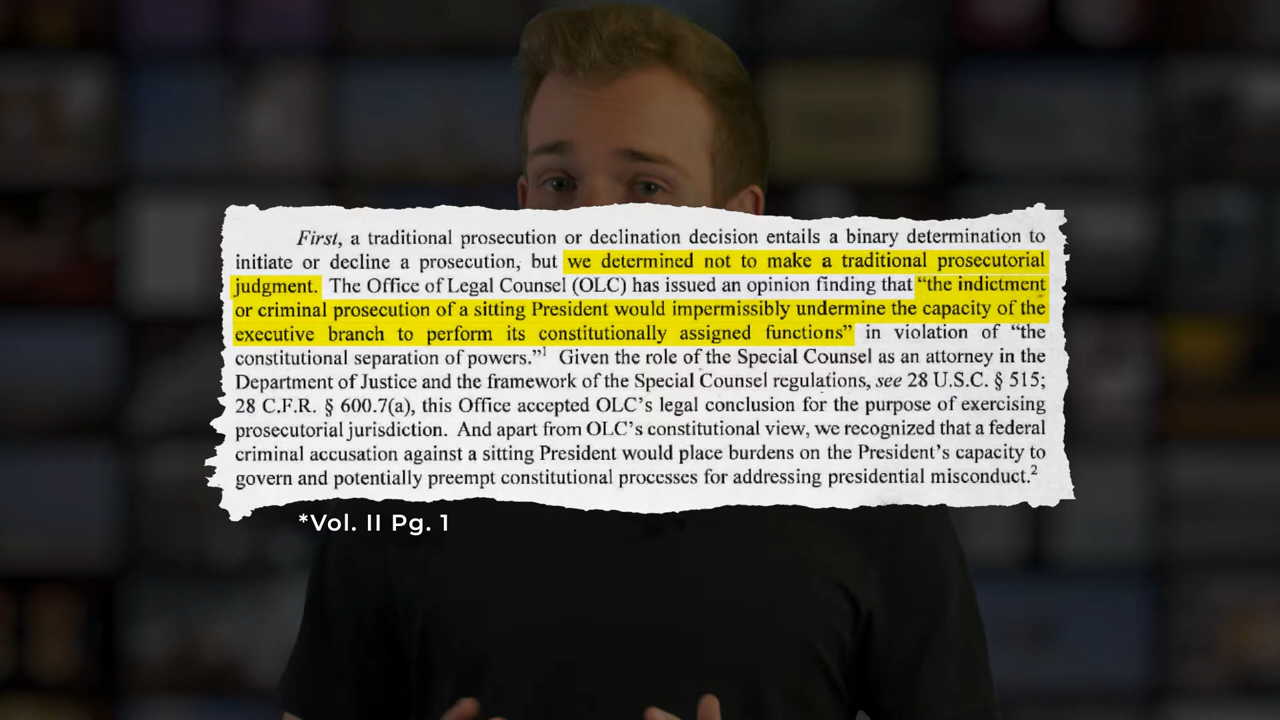 First, a traditional prosecution or declination decision entails a binary determination to
initiate or decline a prosecution, but we determined not to make a traditional prosecutorial
judgment. The Office of Legal Counsel (OLC) has issued an opinion finding that “the indictment
or criminal prosecution of a sitting President would impermissibly undermine the capacity of the
executive branch to perform its constitutionally assigned functions” in violation of “the
constitutional separation of powers.”1 Given the role of the Special Counsel as an attorney in the
Department of Justice and the framework of the Special Counsel regulations, see 28 U.S.C. § 515;
28 C.F.R. § 600.7(a), this Office accepted OLC’s legal conclusion for the purpose of exercising
prosecutorial jurisdiction. And apart from OLC’s constitutional view, we recognized that a federal
criminal accusation against a sitting President would place burdens on the President’s capacity to
govern and potentially preempt constitutional processes for addressing presidential misconduct.2
*Vol. II Pg. 1